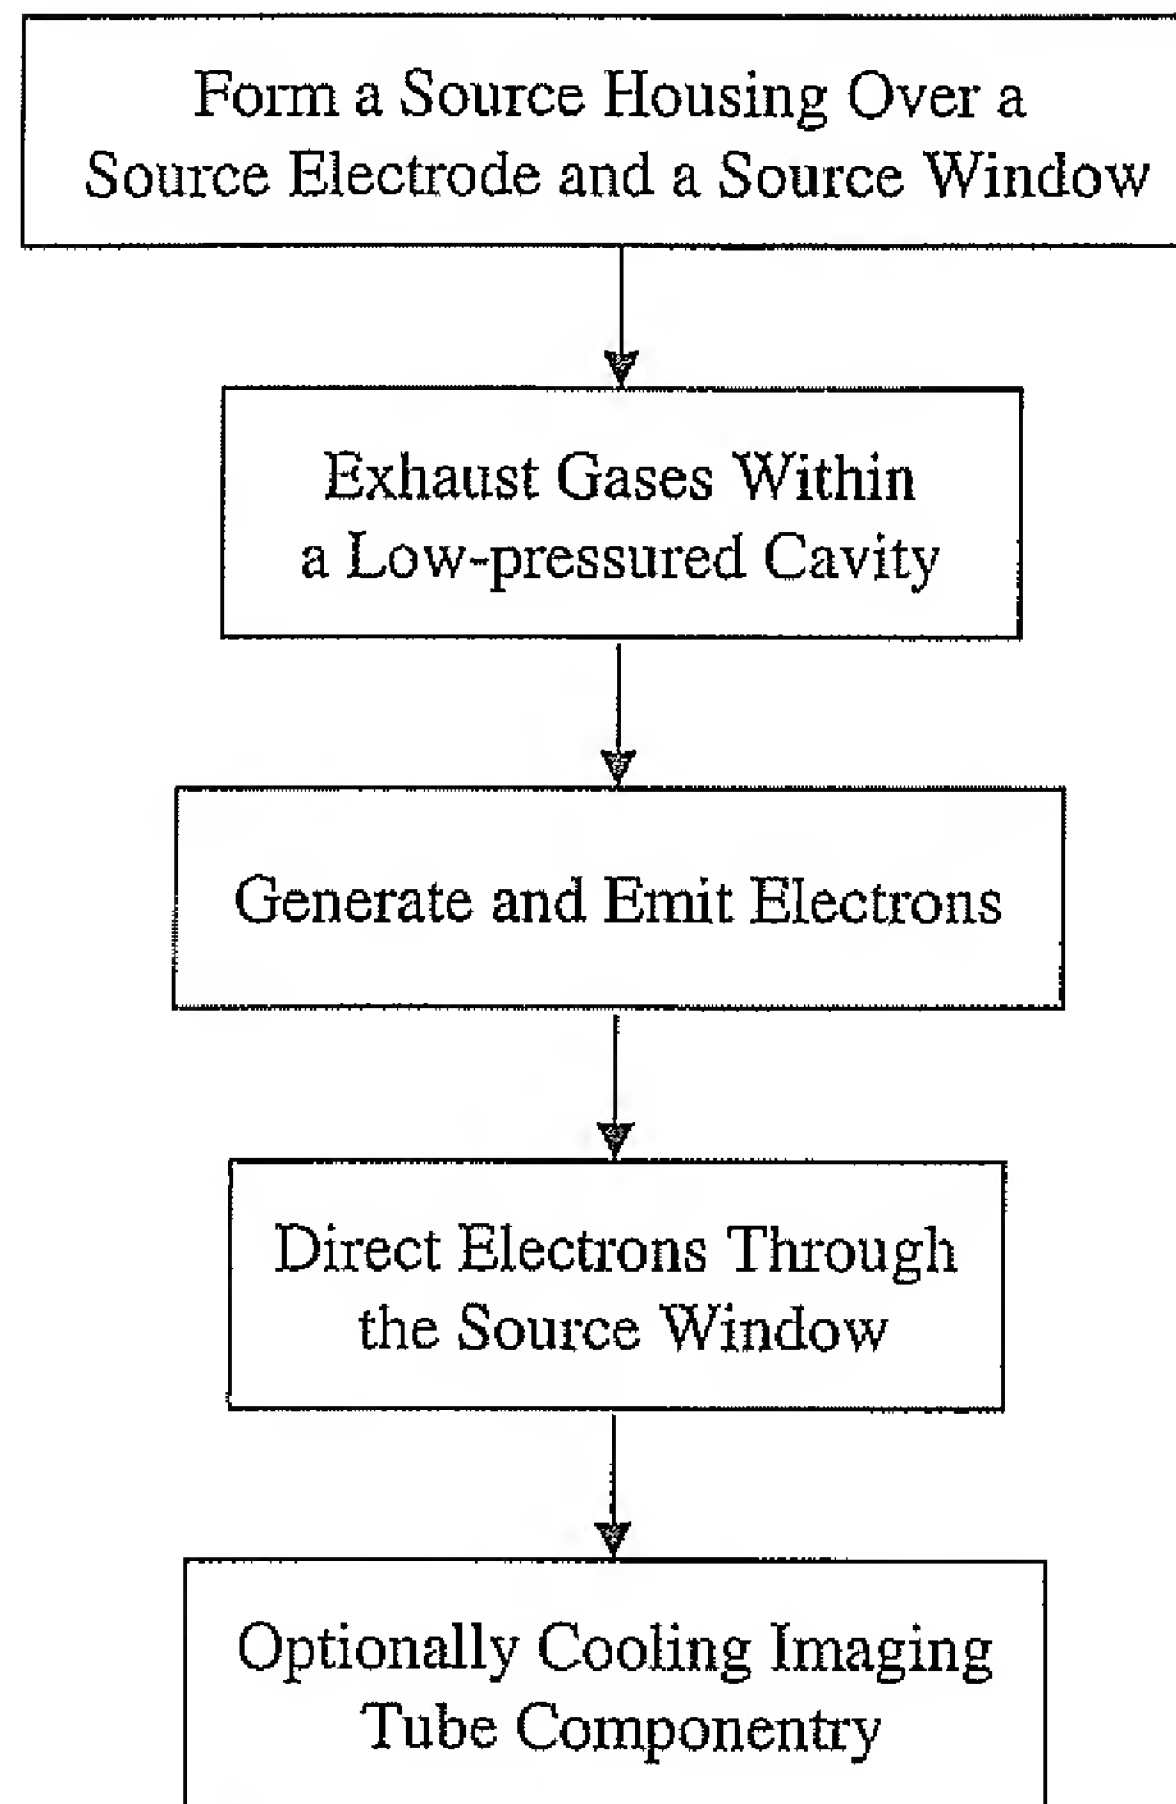 Form a Source Housing Over a
Source Electrode and a Source Window
Exhaust Gases Within
a Low-pressured Cavity
Generate and Emit Electrons
Direct Electrons Through
the Source Window
Optionally Cooling Imaging
Tube Componentry